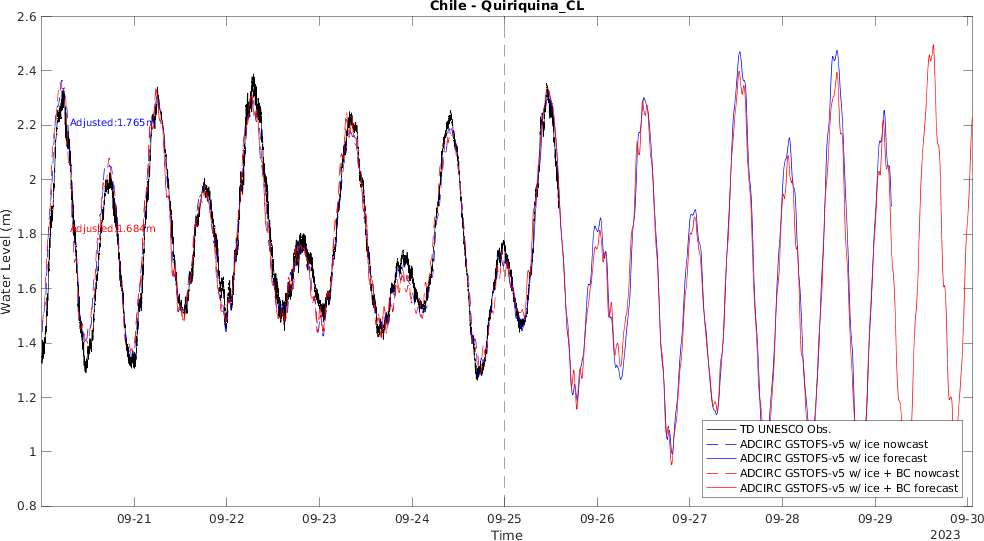 Chile - Quiriquina_CL
2.6
2.4
2.2
2
1.8
1.6
1.4
1.2
1
0.8
Water Level (m)
Adjusted:1.765m
Adjusted:1.684m
TD UNESCO Obs.
ADCIRC GSTOFS-v5 w/ ice nowcast
ADCIRC GSTOFS-v5 w/ ice forecast
ADCIRC GSTOFS-v5 w/ ice + BC nowcast
ADCIRC GSTOFS-v5 w/ ice + BC forecast
09-21 09-22 09-23 09-24 09-25 09-26 09-27 09-28 09-29 09-30
Time
2023